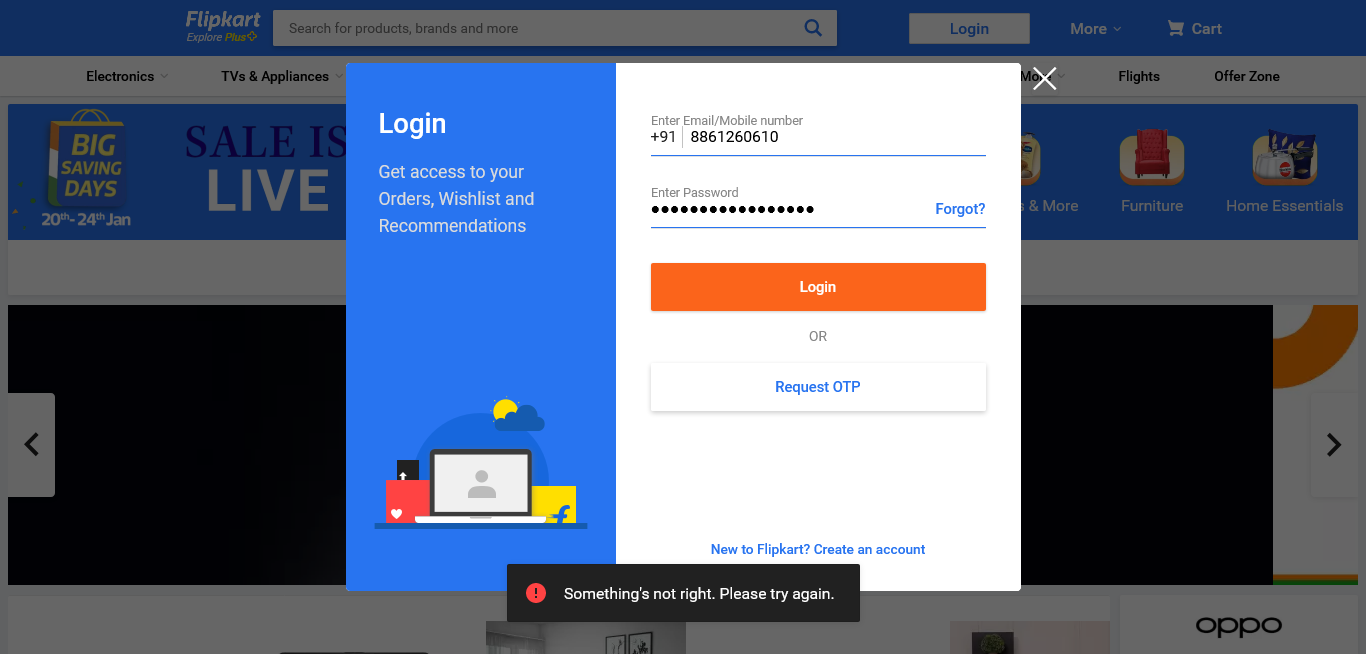 Flipkart
Explore Plus
Search for products, brands and more
Login
More
Cart
Electronics
TVs & Appliances
More
Flights
Offer Zone
BIG
SAVING
DAYS
20th- 24th Jan
SALE IS
LIVE
s & More
Furniture
Home Essentials
Login
Get access to your
Orders, Wishlist and
Recommendations
Enter Email/Mobile number
+91 8861260610
Enter Password
Forgot?
Login
OR
Request OTP
New to Flipkart? Create an account
Something's not right. Please try again.
oppo